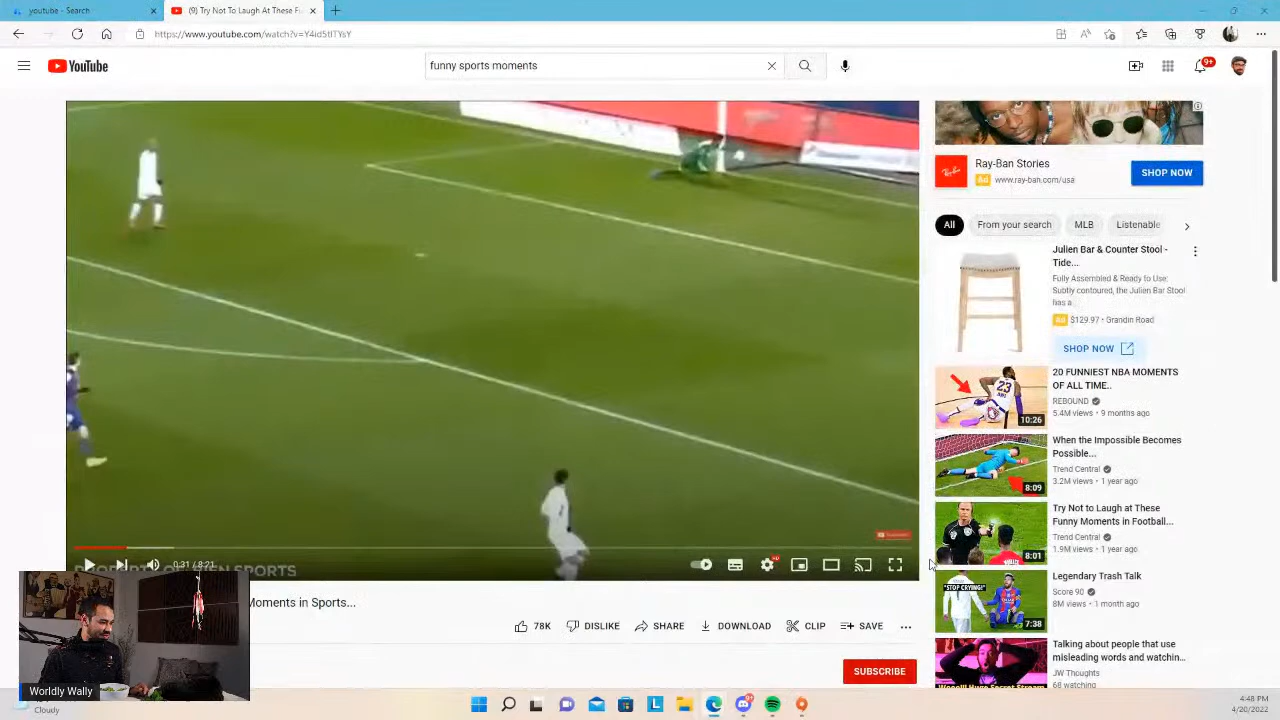 youtube - Search
(9) Try Not To Laugh At These Fu
https://www.youtube.com/watch?v=Y4id5tITYsY
YouTube
funny sports moments
9+
Ray-Ban Stories
Ad www.ray-ban.com/usa
SHOP NOW
All
From your search
MLB
Listenable
Julien Bar & Counter Stool -
Tide...
Fully Assembled & Ready to Use:
Subtly contoured, the Julien Bar Stool
has a
Ad $129.97 • Grandin Road
SHOP NOW
20 FUNNIEST NBA MOMENTS
OF ALL TIME..
REBOUND
5.4M views • 9 months ago
10:26
When the Impossible Becomes
Possible...
Trend Central
3.2M views • 1 year ago
8:09
Try Not to Laugh at These
Funny Moments in Football...
Trend Central
1.9M views • 1 year ago
8:01
Legendary Trash Talk
Score 90
8M views • 1 month ago
"STOP CRYING!"
7:38
Talking about people that use
misleading words and watchin...
JW Thoughts
68 watching
0:31 / 8:21
SPORTS
HD
Moments in Sports...
78K
DISLIKE
SHARE
DOWNLOAD
CLIP
SAVE
SUBSCRIBE
Worldly Wally
Cloudy
9+
4:48 PM
4/20/2022